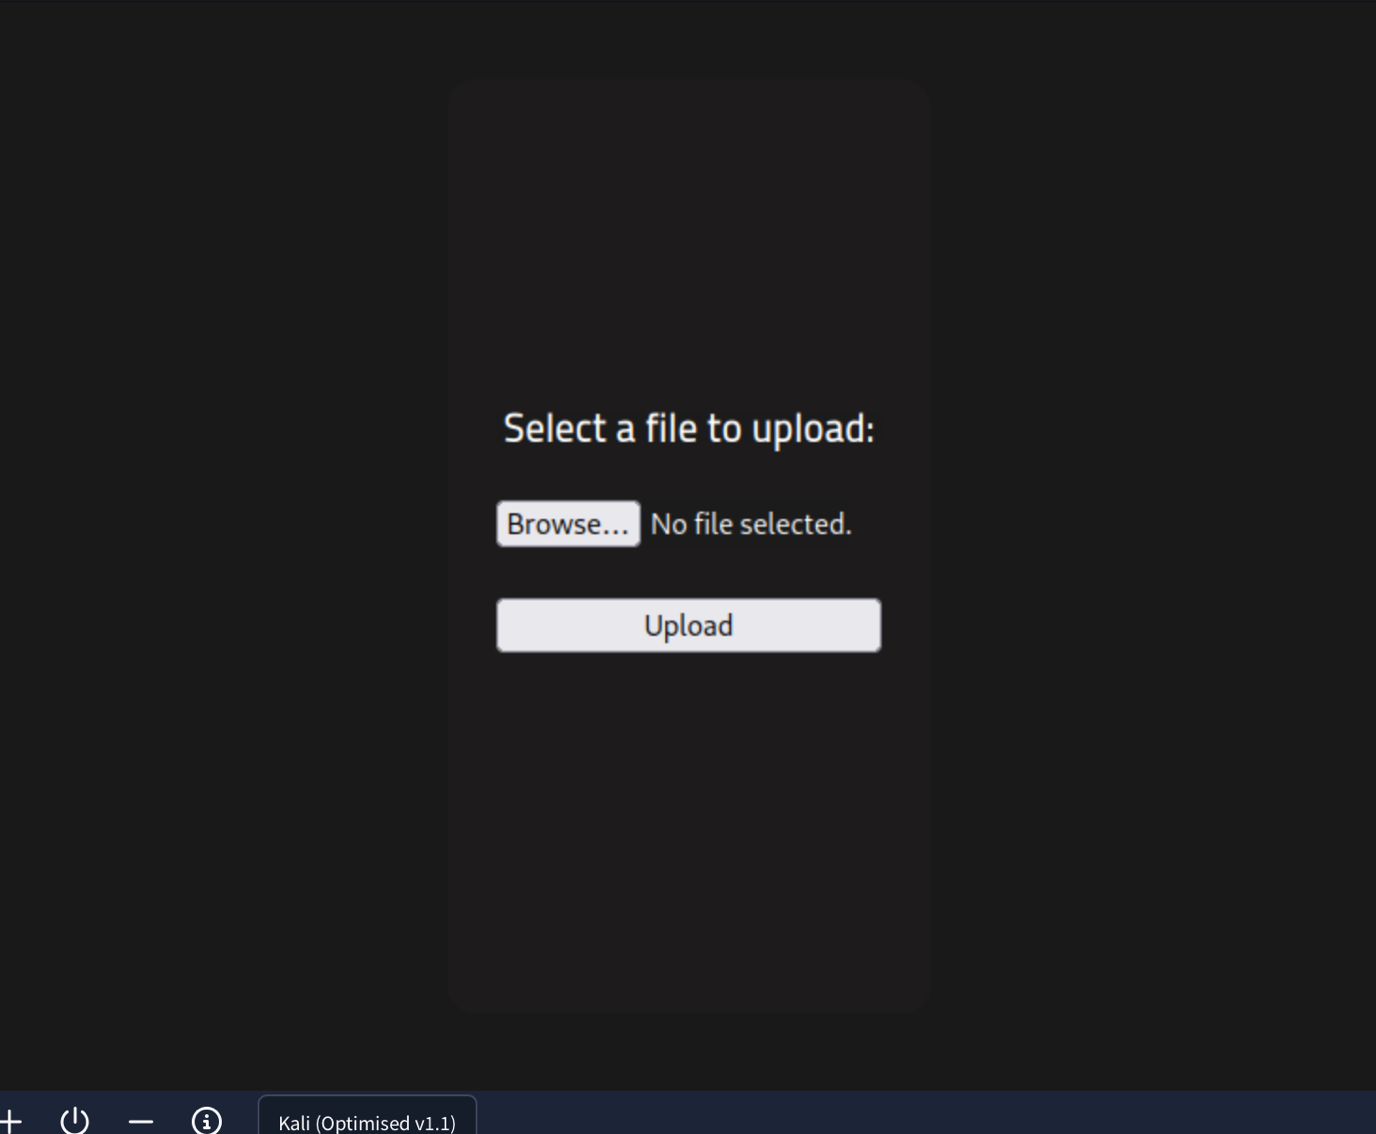 Select a file to upload:
Browse... No file selected.
Upload
Kali (Optimised v1.1)